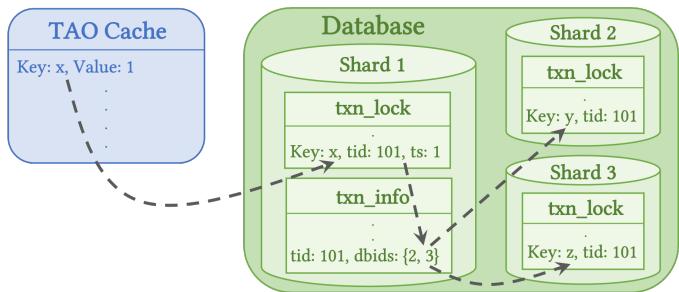 TAO Cache
Key: x, Value: 1
.
.
.
.
Database
Shard 1
txn_lock
.
Key: x, tid: 101, ts: 1
txn_info
.
.
tid: 101, dbids: {2, 3}
Shard 2
txn_lock
.
Key: y, tid: 101
Shard 3
txn_lock
.
Key: z, tid: 101